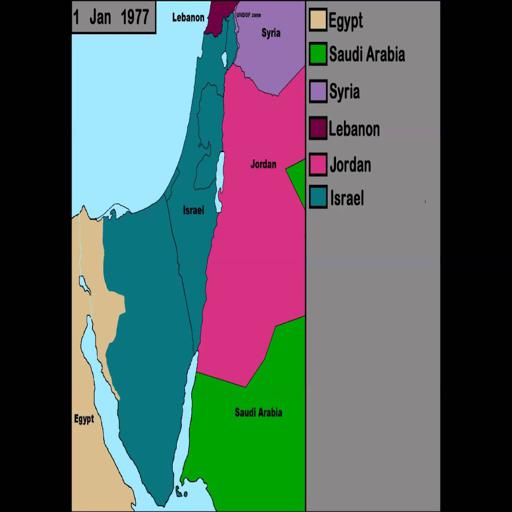 1 Jan 1977
Lebanon
UNDOF zone
Syria
Jordan
Israel
Egypt
Saudi Arabia
Egypt
Saudi Arabia
Syria
Lebanon
Jordan
Israel